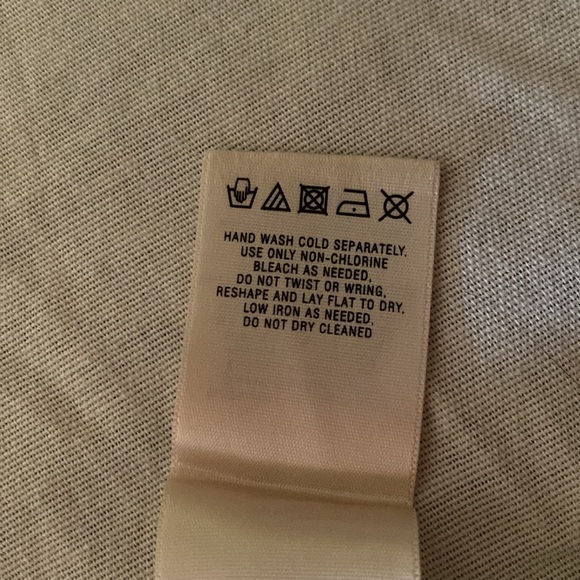 HAND WASH COLD SEPARATELY.
USE ONLY NON-CHLORINE
BLEACH AS NEEDED,
DO NOT TWIST OR WRING,
RESHAPE AND LAY FLAT TO DRY.
LOW IRON AS NEEDED,
DO NOT DRY CLEANED